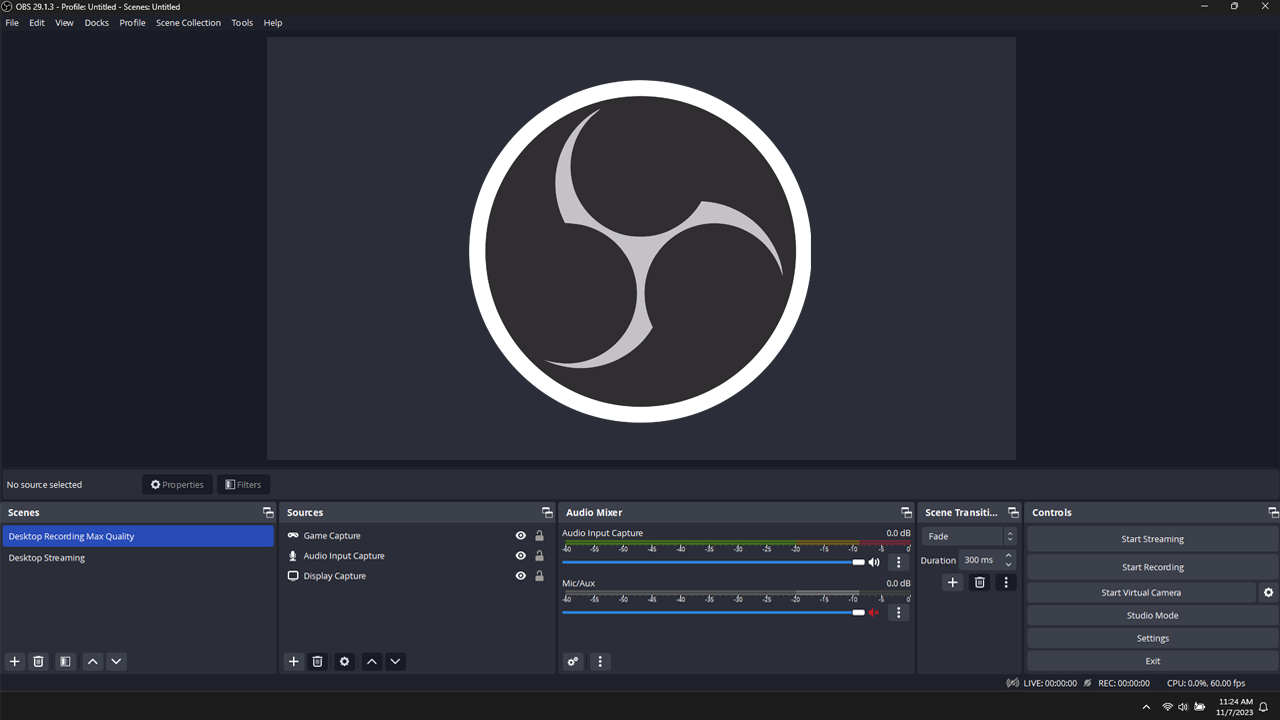 OBS 29.1.3 - Profile: Untitled - Scenes: Untitled
File Edit View Docks Profile Scene Collection Tools Help
No source selected Properties Filters
Scenes
Desktop Recording Max Quality
Desktop Streaming
Sources
Game Capture
Audio Input Capture
Display Capture
Audio Mixer
Audio Input Capture 0.0 dB
-60 -55 -50 -45 -40 -35 -30 -25 -20 -15 -10 -5 0
Mic/Aux 0.0 dB
-60 -55 -50 -45 -40 -35 -30 -25 -20 -15 -10 -5 0
Scene Transiti...
Fade
Duration 300 ms
Controls
Start Streaming
Start Recording
Start Virtual Camera
Studio Mode
Settings
Exit
LIVE: 00:00:00 REC: 00:00:00 CPU: 0.0%, 60.00 fps
11:24 AM
11/7/2023